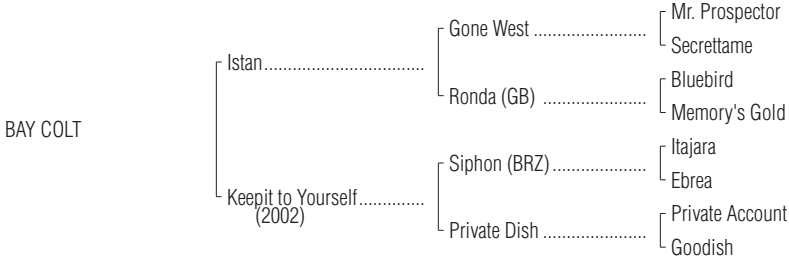 Mr. Prospector
Gone West ........................
Secrettame
Istan..................................
Bluebird
Ronda (GB) ......................
Memory's Gold
BAY COLT
Itajara
Siphon (BRZ)....................
Ebrea
Keepit to Yourself..............
(2002)
Private Account
Private Dish ......................
Goodish